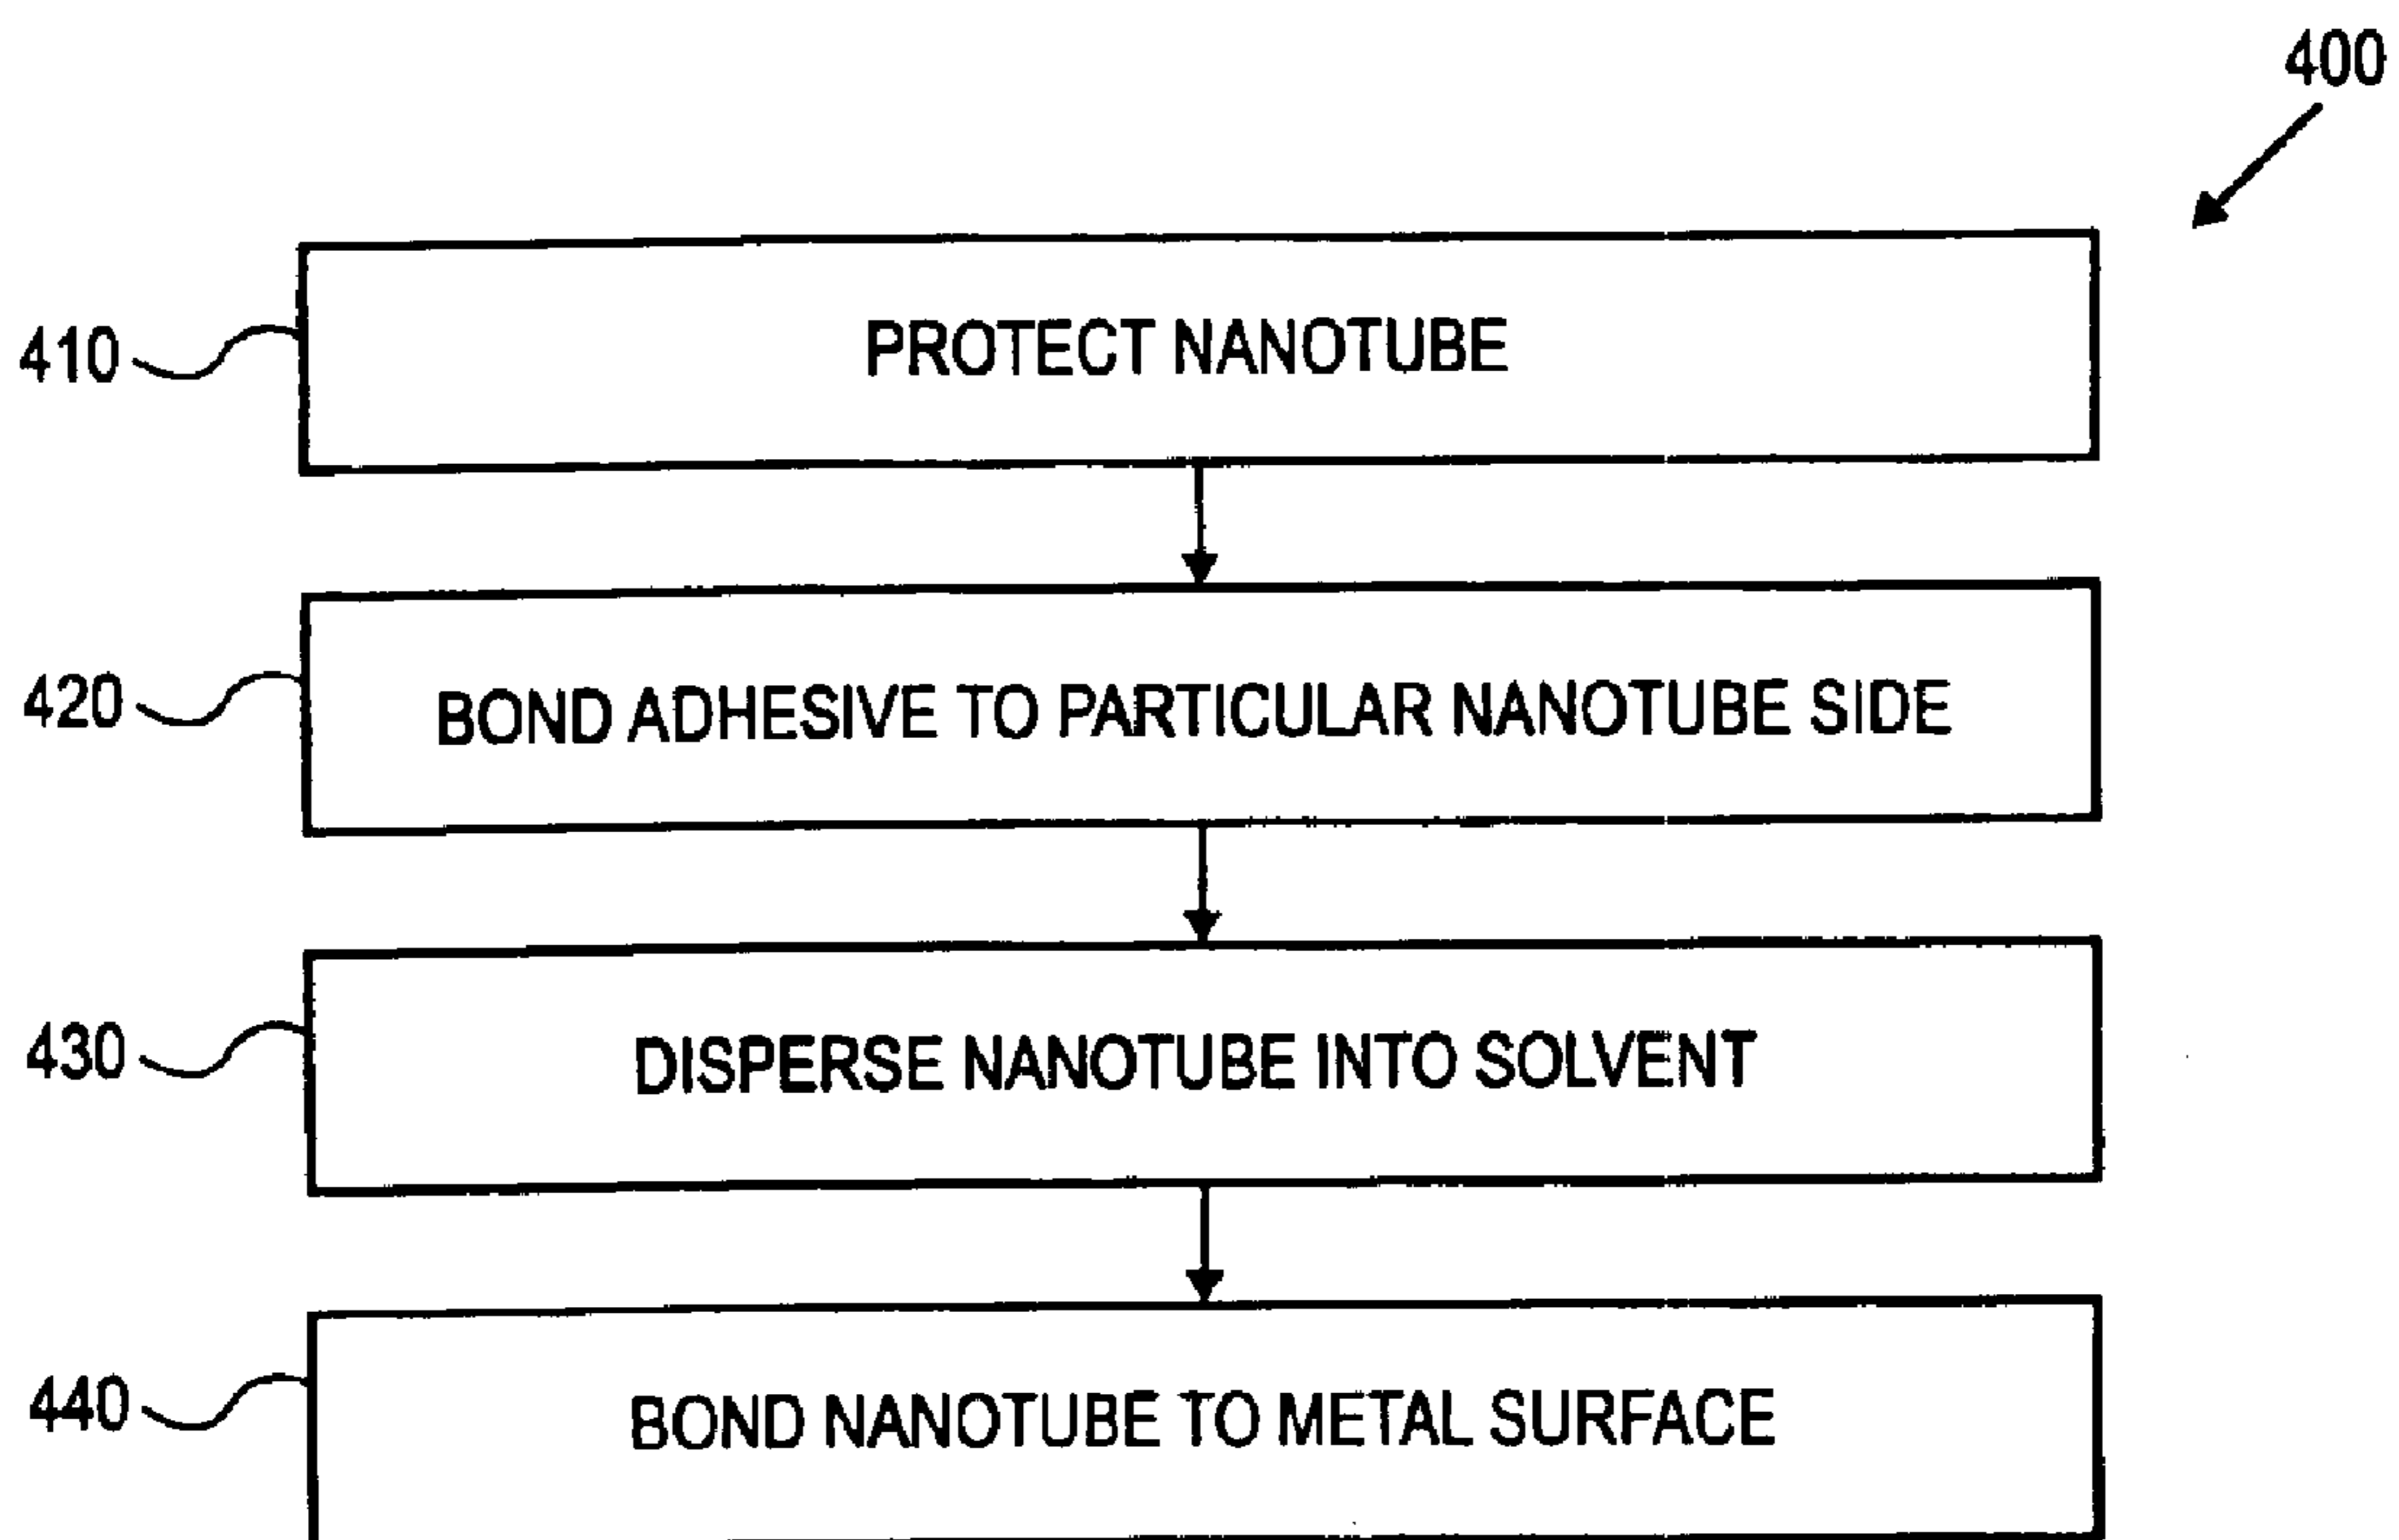 400
410
PROTECT NANOTUBE
420
BOND ADHESIVE TO PARTICULAR NANOTUBE SIDE
430
DISPERSE NANOTUBE INTO SOLVENT
440
BOND NANOTUBE TO METAL SURFACE